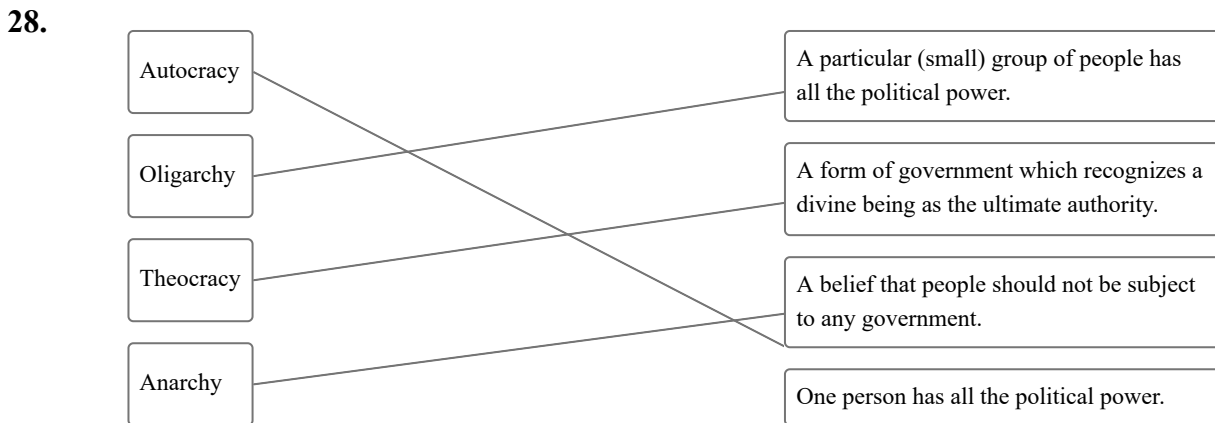 28.
Autocracy
A particular (small) group of people has
all the political power.
Oligarchy
A form of government which recognizes a
divine being as the ultimate authority.
Theocracy
A belief that people should not be subject
to any government.
Anarchy
One person has all the political power.